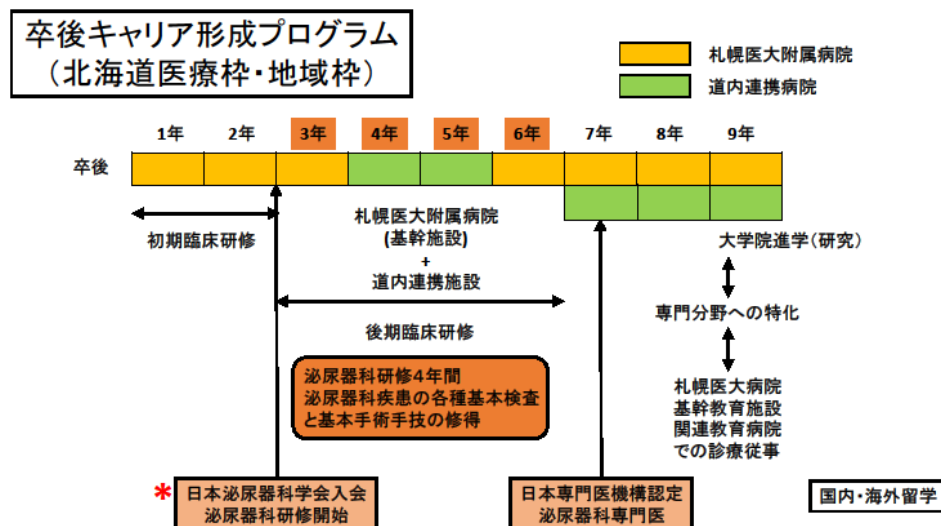 卒後キャリア形成プログラム
（北海道医療枠・地域枠）
札幌医大附属病院
道内連携病院
1年 2年 3年 4年 5年 6年 7年 8年 9年
卒後
初期臨床研修
札幌医大附属病院
(基幹施設)
+
道内連携施設
後期臨床研修
大学院進学(研究)
専門分野への特化
札幌医大病院
基幹教育施設
関連教育病院
での診療従事
泌尿器科研修4年間
泌尿器科疾患の各種基本検査
と基本手術手技の修得
*日本泌尿器科学会入会
泌尿器科研修開始
日本専門医機構認定
泌尿器科専門医
国内・海外留学